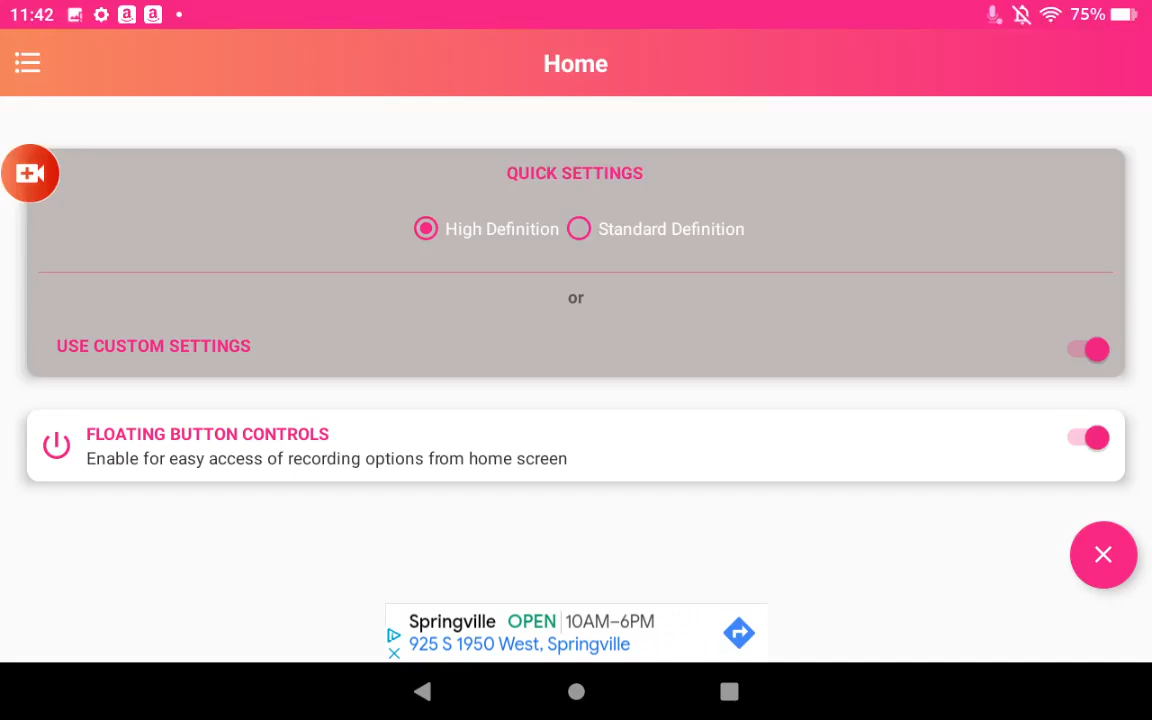 11:42
75%
Home
QUICK SETTINGS
High Definition Standard Definition
or
USE CUSTOM SETTINGS
FLOATING BUTTON CONTROLS
Enable for easy access of recording options from home screen
Springville OPEN 10AM–6PM
925 S 1950 West, Springville